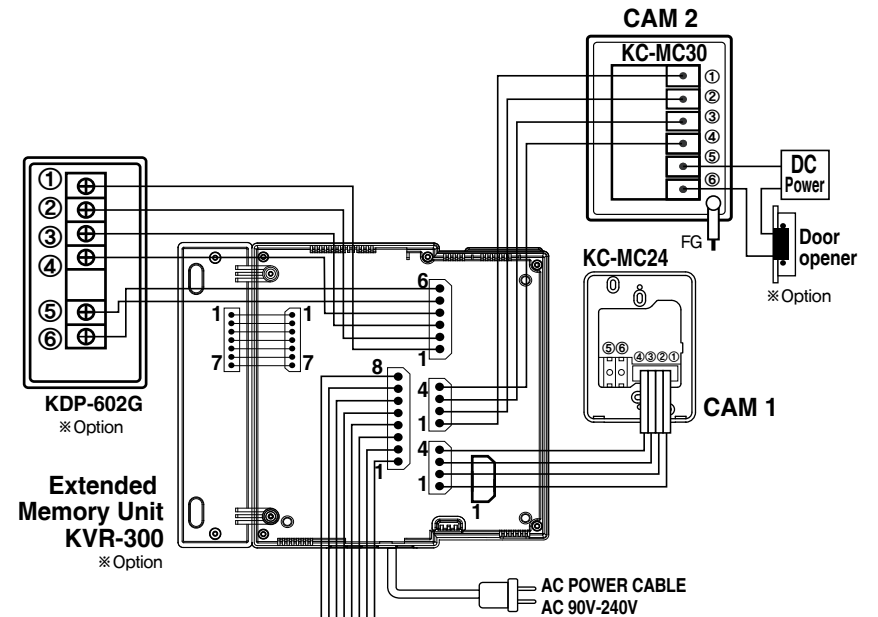 CAM 2
KC-MC30
①
②
③
④
⑤
⑥
DC
Power
FG
Door
opener
※Option
①
②
③
④
⑤
⑥
KDP-602G
※Option
KC-MC24
⑤⑥
④③②①
CAM 1
6
1
1
1
7
7
8
1
4
1
4
1
1
Extended
Memory Unit
KVR-300
※Option
AC POWER CABLE
AC 90V-240V